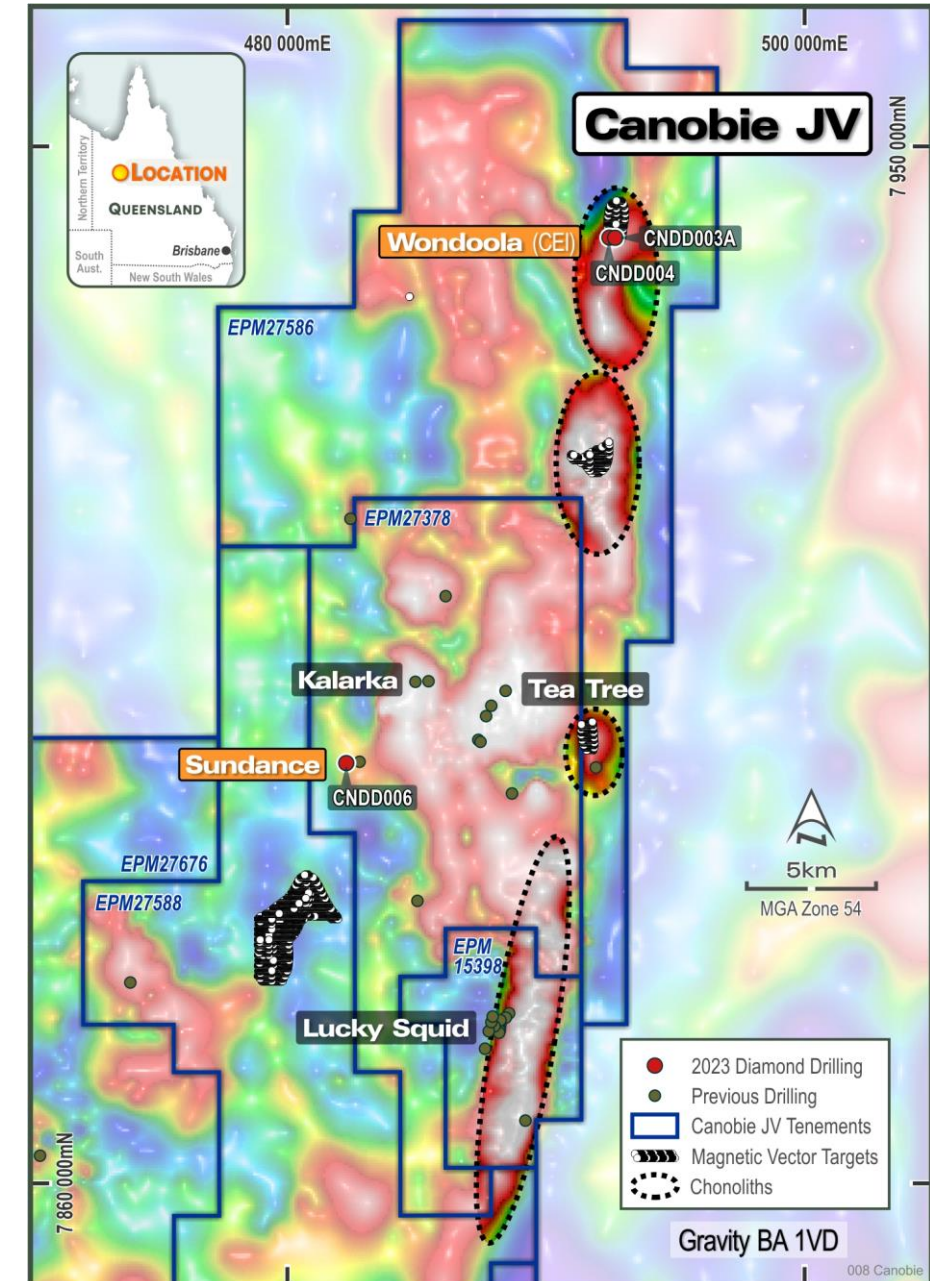 480 000mE
500 000mE
7 950 000mN
Canobie JV
Northern Territory
LOCATION
QUEENSLAND
Brisbane
South
Aust.
New South Wales
Wondoola (CEI)
CNDD003A
CNDD004
EPM27586
EPM27378
Kalarka
Tea Tree
Sundance
CNDD006
EPM27676
EPM27588
5km
MGA Zone 54
EPM
15398
Lucky Squid
2023 Diamond Drilling
Previous Drilling
Canobie JV Tenements
Magnetic Vector Targets
Chonoliths
7 860 000mN
Gravity BA 1VD
008 Canobie